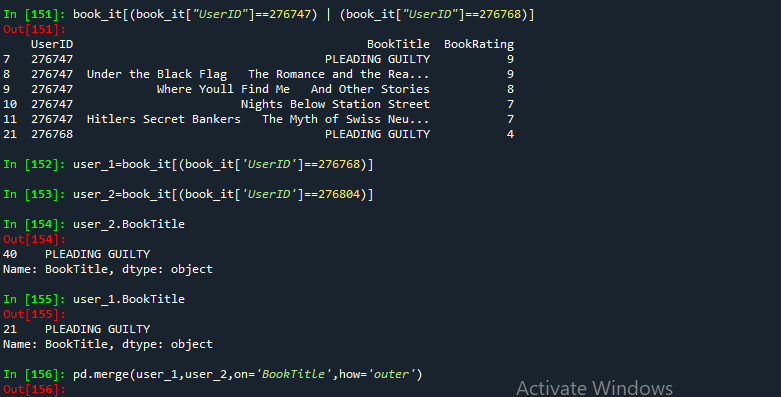 In [151]: book_it[(book_it["UserID"]==276747) | (book_it["UserID"]==276768)]
Out[151]:
UserID BookTitle BookRating
7 276747 PLEADING GUILTY 9
8 276747 Under the Black Flag The Romance and the Rea... 9
9 276747 Where Youll Find Me And Other Stories 8
10 276747 Nights Below Station Street 7
11 276747 Hitlers Secret Bankers The Myth of Swiss Neu... 7
21 276768 PLEADING GUILTY 4
In [152]: user_1=book_it[(book_it['UserID']==276768)]
In [153]: user_2=book_it[(book_it['UserID']==276804)]
In [154]: user_2.BookTitle
Out[154]:
40 PLEADING GUILTY
Name: BookTitle, dtype: object
In [155]: user_1.BookTitle
Out[155]:
21 PLEADING GUILTY
Name: BookTitle, dtype: object
In [156]: pd.merge(user_1,user_2,on='BookTitle',how='outer')
Out[156]:
Activate Windows